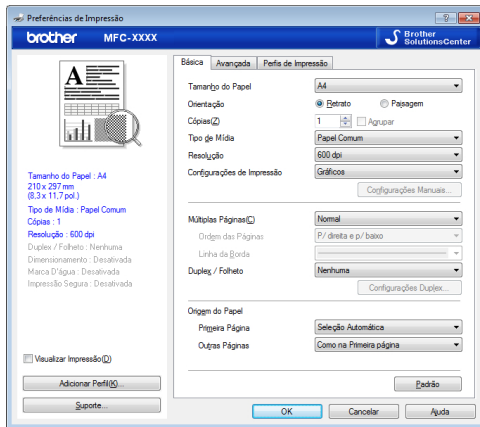 Preferências de Impressão
brother MFC-XXXX
Brother
SolutionsCenter
Básica Avançada Perfis de Impressão
Tamanho do Papel A4
Orientação Retrato Paisagem
Cópias(Z) 1 Agrupar
Tipo de Mídia Papel Comum
Resolução 600 dpi
Configurações de Impressão Gráficos
Configurações Manuais...
Múltiplas Páginas(C) Normal
Ordem das Páginas P/ direita e p/ baixo
Linha da Borda
Duplex / Folheto Nenhuma
Configurações Duplex...
Origem do Papel
Primeira Página Seleção Automática
Outras Páginas Como na Primeira página
Padrão
A
Tamanho do Papel : A4
210 x 297 mm
(8,3 x 11,7 pol.)
Tipo de Mídia : Papel Comum
Cópias : 1
Resolução : 600 dpi
Duplex / Folheto : Nenhuma
Dimensionamento : Desativada
Marca D'água : Desativada
Impressão Segura : Desativada
Visualizar Impressão(D)
Adicionar Perfil(K)...
Suporte...
OK Cancelar Ajuda